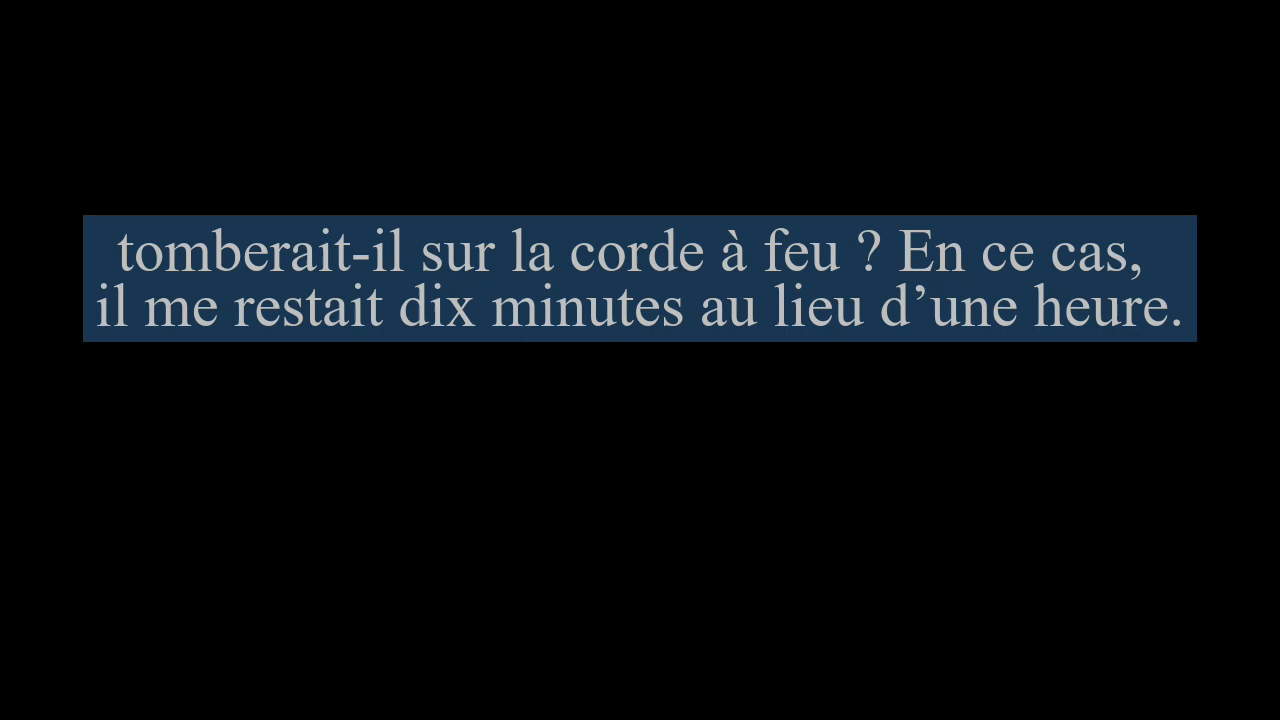 tomberait-il sur la corde à feu ? En ce cas,
il me restait dix minutes au lieu d’une heure.